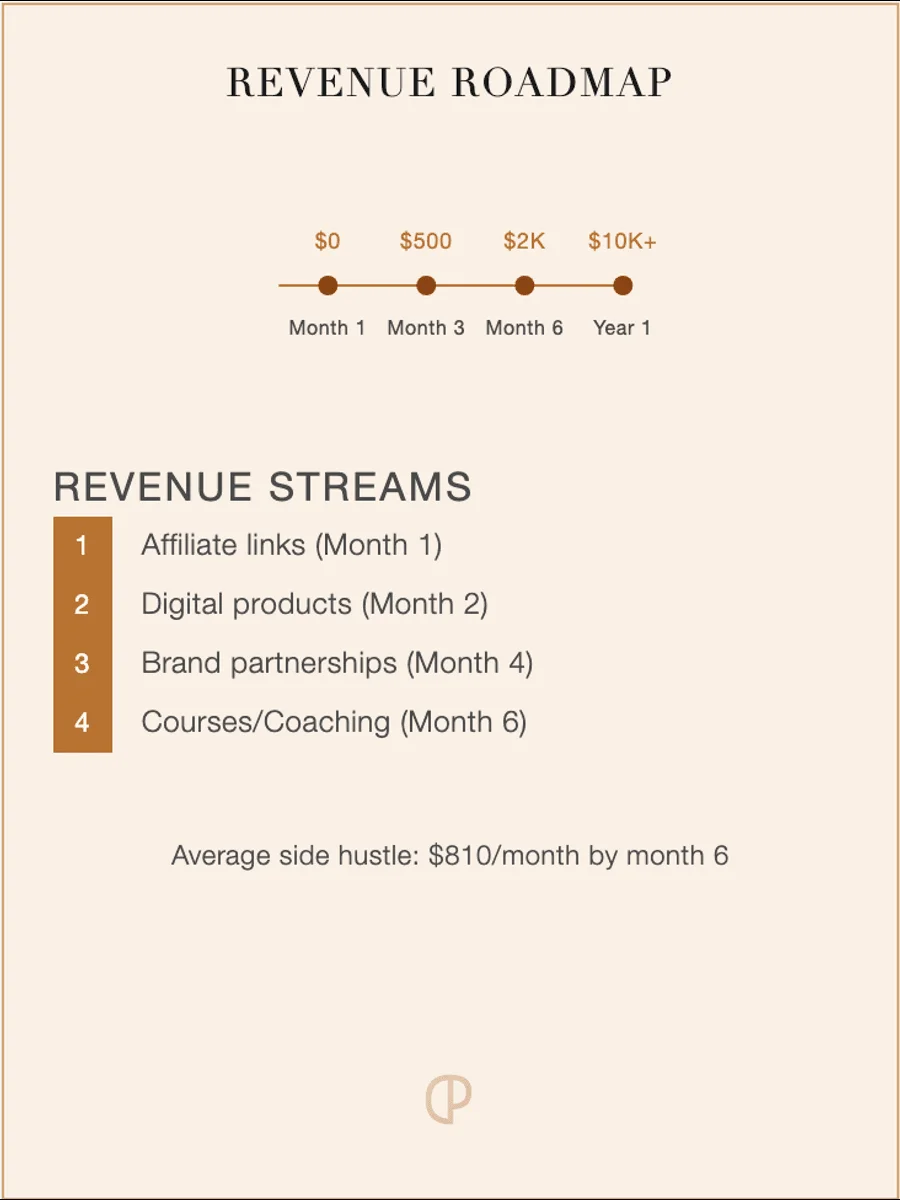 REVENUE ROADMAP
$0 $500 $2K $10K+
Month 1 Month 3 Month 6 Year 1
REVENUE STREAMS
1 Affiliate links (Month 1)
2 Digital products (Month 2)
3 Brand partnerships (Month 4)
4 Courses/Coaching (Month 6)
Average side hustle: $810/month by month 6
CP